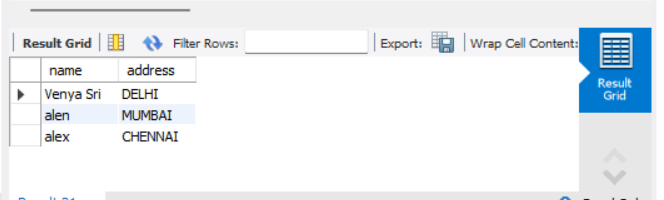 Result Grid Filter Rows: Export: Wrap Cell Content:
name address
Venya Sri DELHI
alen MUMBAI
alex CHENNAI
Result
Grid